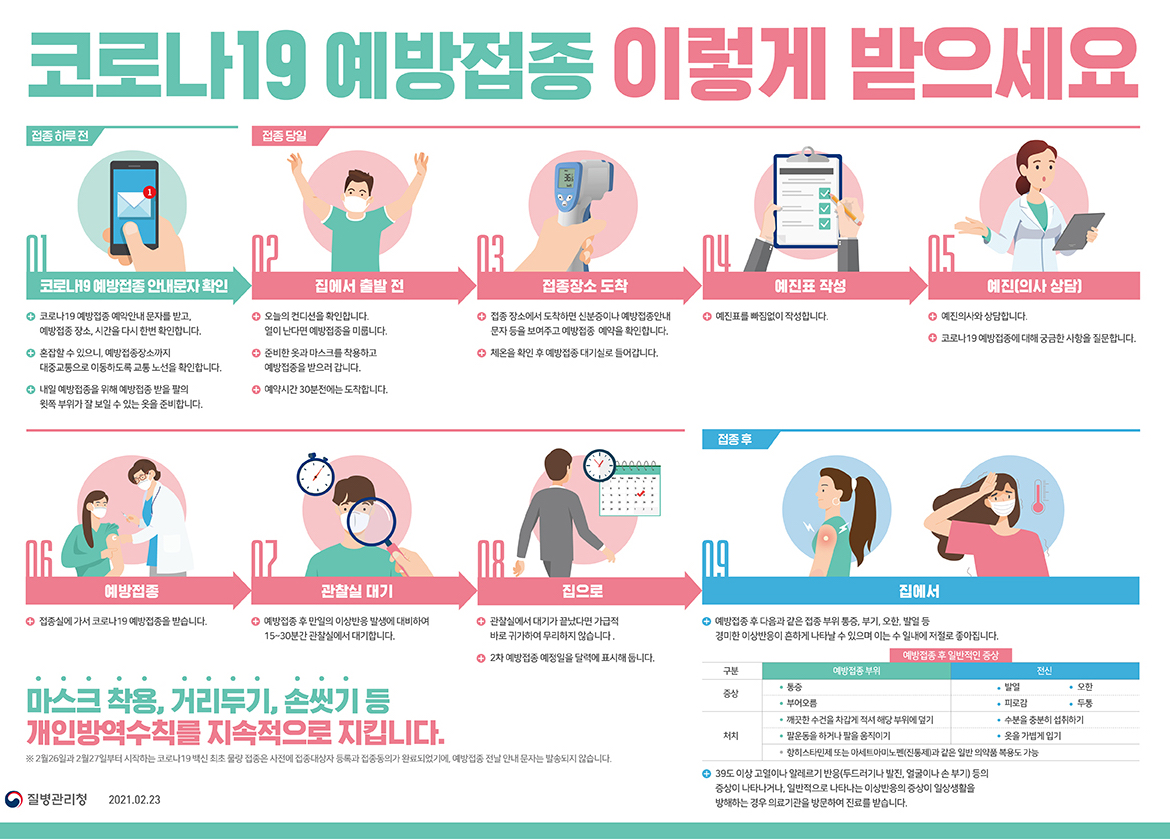 코로나19 예방접종 이렇게 받으세요
접종 하루 전
접종 당일
1
36.5
01
02
03
04
05
코로나19 예방접종 안내문자 확인
집에서 출발 전
접종장소 도착
예진표 작성
예진(의사 상담)
코로나19 예방접종 예약안내 문자를 받고,
예방접종 장소, 시간을 다시 한번 확인합니다.
혼잡할 수 있으니, 예방접종장소까지
대중교통으로 이동하도록 교통 노선을 확인합니다.
내일 예방접종을 위해 예방접종 받을 팔의
윗쪽 부위가 잘 보일 수 있는 옷을 준비합니다.
오늘의 컨디션을 확인합니다.
열이 난다면 예방접종을 미룹니다.
준비한 옷과 마스크를 착용하고
예방접종을 받으러 갑니다.
예약시간 30분전에는 도착합니다.
접종 장소에서 도착하면 신분증이나 예방접종안내
문자 등을 보여주고 예방접종 예약을 확인합니다.
체온을 확인 후 예방접종 대기실로 들어갑니다.
예진표를 빠짐없이 작성합니다.
예진의사와 상담합니다.
코로나19 예방접종에 대해 궁금한 사항을 질문합니다.
접종 후
06
07
08
09
예방접종
관찰실 대기
집으로
집에서
접종실에 가서 코로나19 예방접종을 받습니다.
예방접종 후 만일의 이상반응 발생에 대비하여
15~30분간 관찰실에서 대기합니다.
관찰실에서 대기가 끝났다면 가급적
바로 귀가하여 무리하지 않습니다 .
2차 예방접종 예정일을 달력에 표시해 둡니다.
예방접종 후 다음과 같은 접종 부위 통증, 부기, 오한, 발열 등
경미한 이상반응이 흔하게 나타날 수 있으며 이는 수 일내에 저절로 좋아집니다.
예방접종 후 일반적인 증상
구분 예방접종 부위 전신
증상 통증 발열 오한
부어오름 피로감 두통
처치 깨끗한 수건을 차갑게 적셔 해당 부위에 덮기 수분을 충분히 섭취하기
팔운동을 하거나 팔을 움직이기 옷을 가볍게 입기
항히스타민제 또는 아세트아미노펜(진통제)과 같은 일반 의약품 복용도 가능
39도 이상 고열이나 알레르기 반응(두드러기나 발진, 얼굴이나 손 부기) 등의
증상이 나타나거나, 일반적으로 나타나는 이상반응의 증상이 일상생활을
방해하는 경우 의료기관을 방문하여 진료를 받습니다.
마스크 착용, 거리두기, 손씻기 등
개인방역수칙를 지속적으로 지킵니다.
※ 2월26일과 2월27일부터 시작하는 코로나19 백신 최초 물량 접종은 사전에 접종대상자 등록과 접종동의가 완료되었기에, 예방접종 전날 안내 문자는 발송되지 않습니다.
질병관리청 2021.02.23